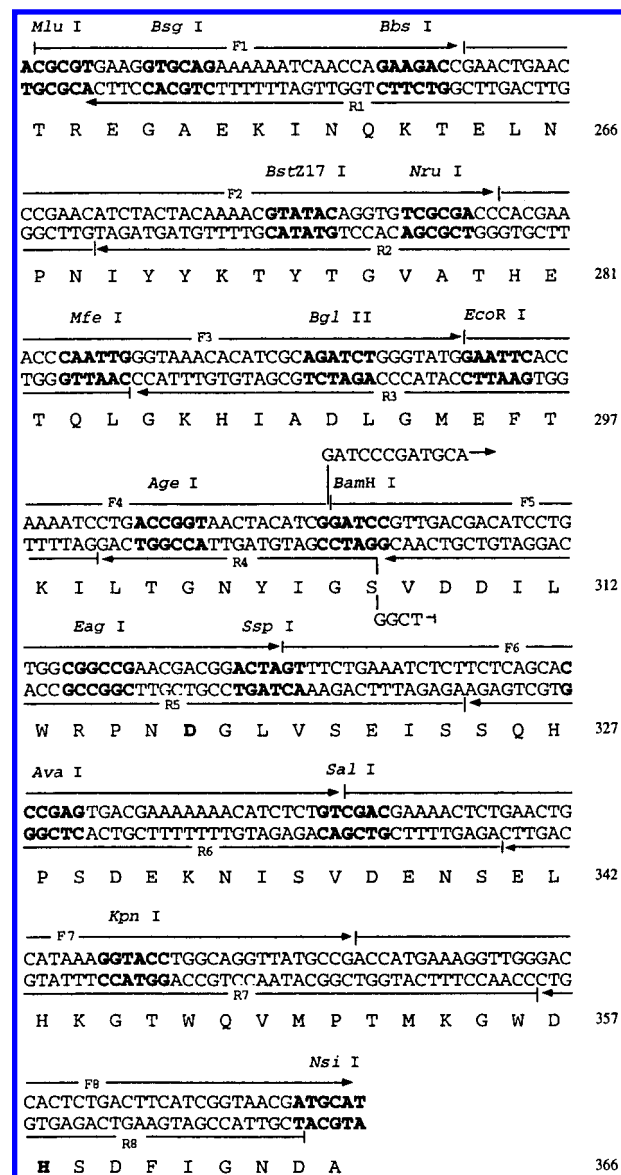 Mlu I Bsg I Bbs I
F1
ACGCGTGAAGGTGCAGAAAAAATCAACCAGAAGACCGAACTGAAC
TGCGCACTTCCACGTCTTTTTTAGTTGGTCTTCTGGCTTGACTTG
R1
T R E G A E K I N Q K T E L N 266
BstZ17 I Nru I
F2
CCGAACATCTACTACAAAACGTATACAGGTGTCGCGACCCACGAA
GGCTTGTAGATGATGTTTTGCATATGTCCACAGCGCTGGGTGCTT
R2
P N I Y Y K T Y T G V A T H E 281
Mfe I Bgl II EcoR I
F3
ACCCAATTGGGTAAACACATCGCAGATCTGGGTATGGAATTCACC
TGGGTTAACCCATTTGTGTAGCGTCTAGACCCATACCTTAAGTGG
R3
T Q L G K H I A D L G M E F T 297
GATCCCGATGCA
Age I BamH I
F4 F5
AAAATCCTGACCGGTAACTACATCGGATCCGTTGACGACATCCTG
TTTTAGGACTGGCCATTGATGTAGCCTAGGCAACTGCTGTAGGAC
R4
K I L T G N Y I G S V D D I L 312
GGCT
Eag I Ssp I
F6
TGGCGGCCGAACGACGGACTAGTTTCTGAAATCTCTTCTCAGCAC
ACCGCCGGCTTGCTGCCTGATCAAAGACTTTAGAGAAGAGTCGTG
R5
W R P N D G L V S E I S S Q H 327
Ava I Sal I
CCGAGTGACGAAAAAAACATCTCTGTCGACGAAAACTCTGAACTG
GGCTCACTGCTTTTTTTGTAGAGACAGCTGCTTTTGAGACTTGAC
R6
P S D E K N I S V D E N S E L 342
Kpn I
F7
CATAAAGGTACCTGGCAGGTTATGCCGACCATGAAAGGTTGGGAC
GTATTTCCATGGACCGTCCAATACGGCTGGTACTTTCCAACCCTG
R7
H K G T W Q V M P T M K G W D 357
Nsi I
F8
CACTCTGACTTCATCGGTAACGATGCAT
GTGAGACTGAAGTAGCCATTGCTACGTA
R8
H S D F I G N D A 366